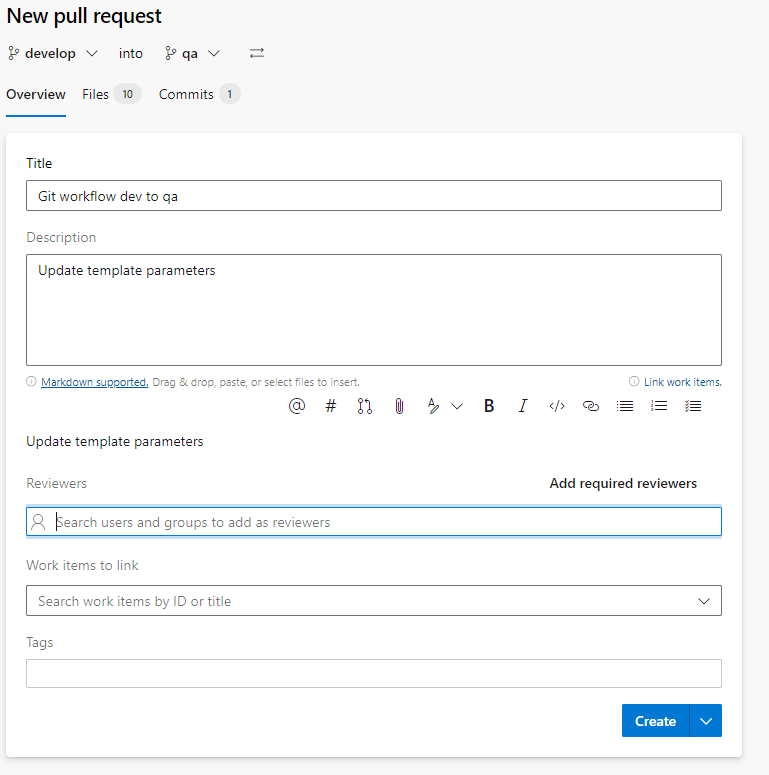 New pull request
develop into qa
Overview Files 10 Commits 1
Title
Git workflow dev to qa
Description
Update template parameters
Markdown supported. Drag & drop, paste, or select files to insert. Link work items.
@ # B I </>
Update template parameters
Reviewers Add required reviewers
Search users and groups to add as reviewers
Work items to link
Search work items by ID or title
Tags
Create